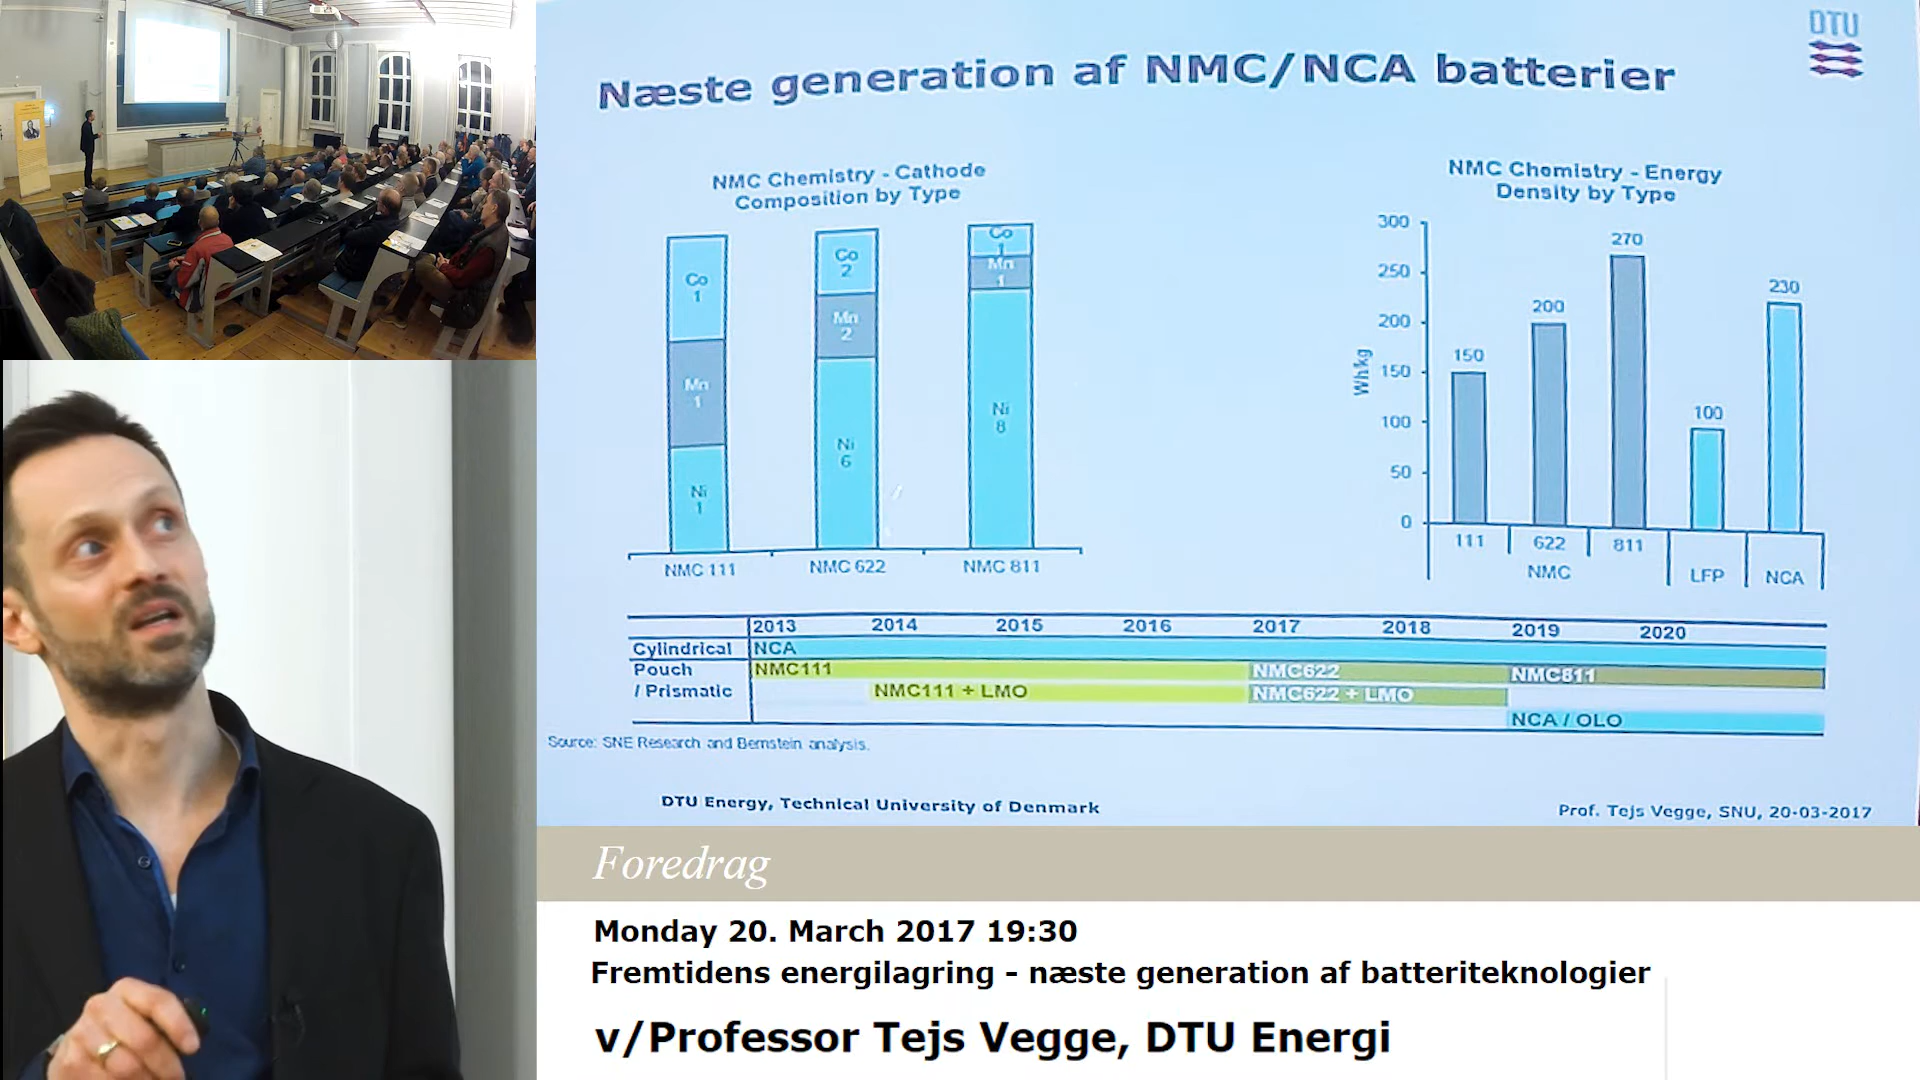 DTU
Næste generation af NMC/NCA batterier
NMC Chemistry - Cathode
Composition by Type
Co
1
Mn
1
Ni
1
Co
2
Mn
2
Ni
6
Co
1
Mn
1
Ni
8
NMC 111
NMC 622
NMC 811
NMC Chemistry - Energy
Density by Type
Wh/kg
300
250
200
150
100
50
0
150
200
270
100
230
111
622
811
NMC
LFP
NCA
2013 2014 2015 2016 2017 2018 2019 2020
Cylindrical NCA
Pouch NMC111 NMC622 NMC811
/ Prismatic NMC111 + LMO NMC622 + LMO
NCA / OLO
Source: SNE Research and Bernstein analysis.
DTU Energy, Technical University of Denmark
Prof. Tejs Vegge, SNU, 20-03-2017
Foredrag
Monday 20. March 2017 19:30
Fremtidens energilagring - næste generation af batteriteknologier
v/Professor Tejs Vegge, DTU Energi